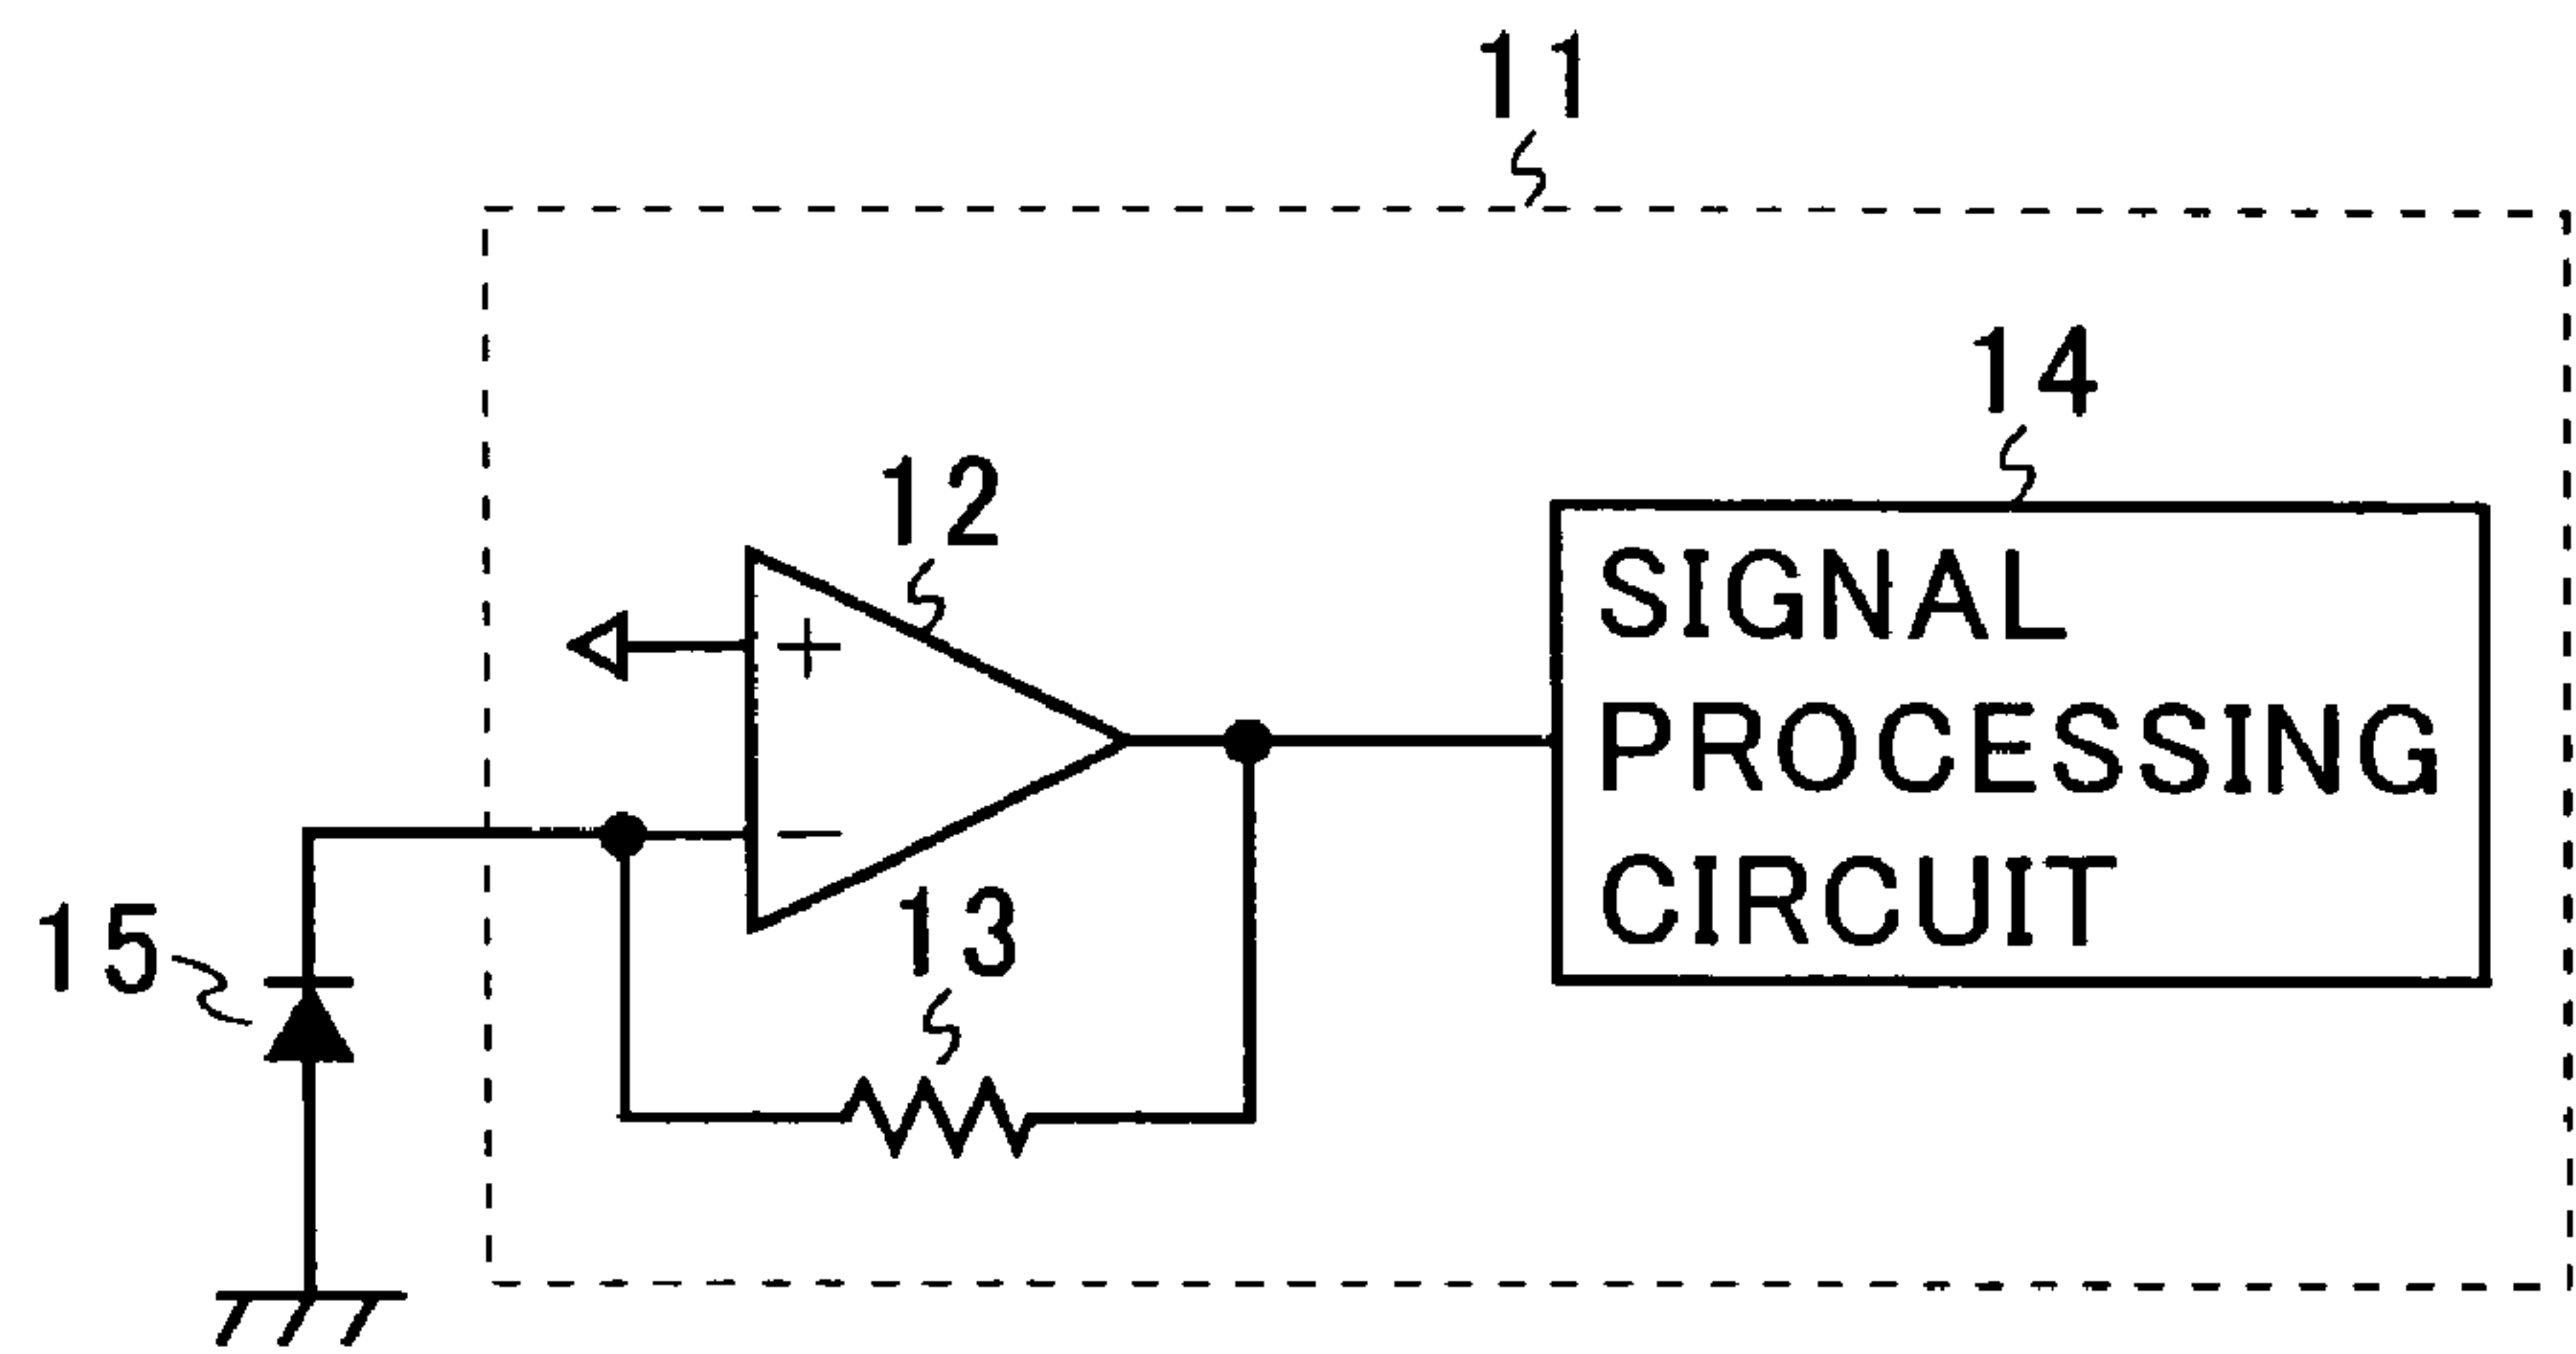 11
14
12
SIGNAL
PROCESSING
CIRCUIT
+
−
13
15